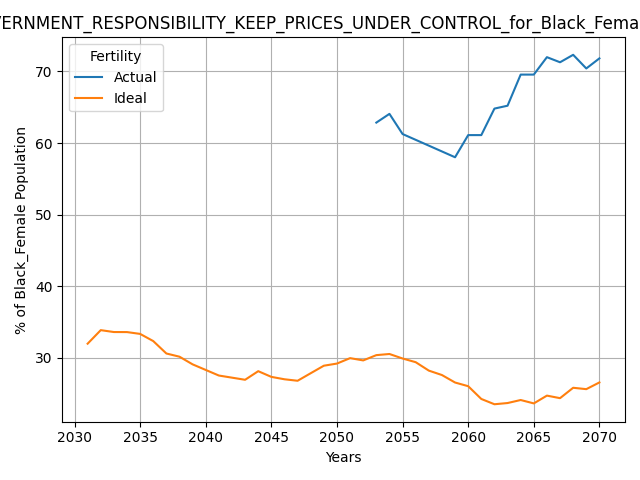 VERNMENT_RESPONSIBILITY_KEEP_PRICES_UNDER_CONTROL_for_Black_Fema
Fertility
Actual
Ideal
% of Black_Female Population
70
60
50
40
30
2030 2035 2040 2045 2050 2055 2060 2065 2070
Years